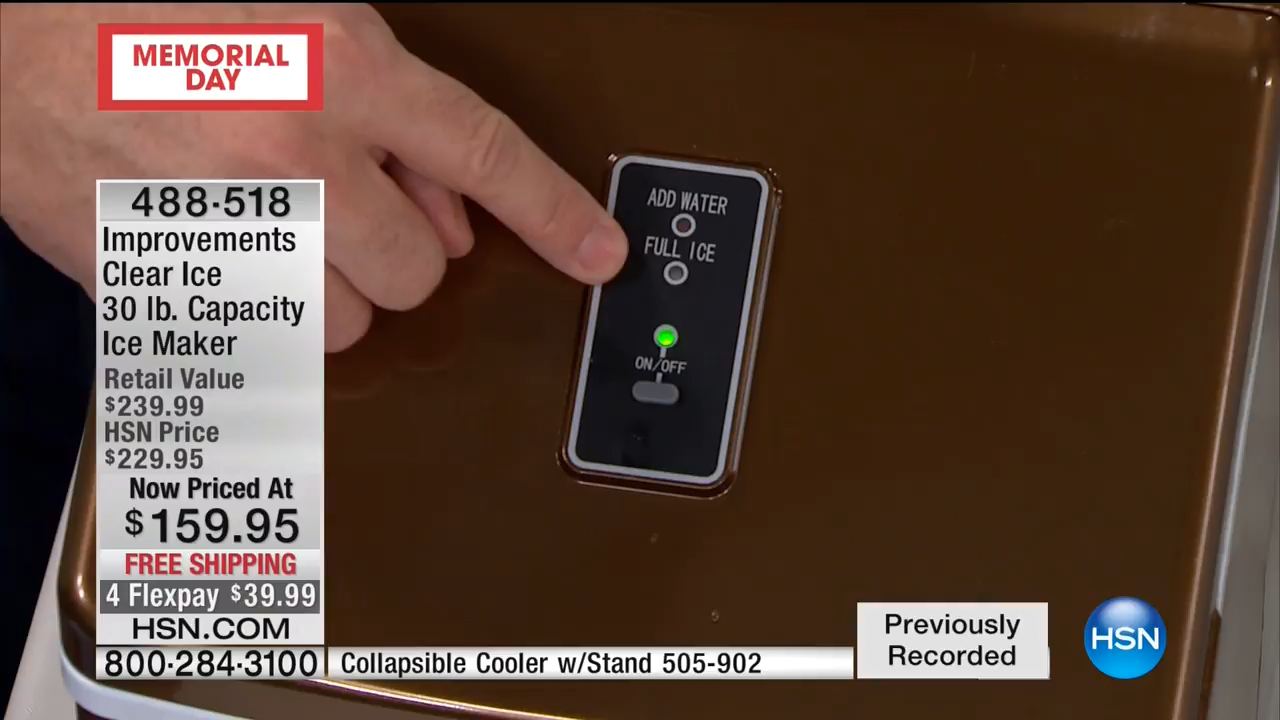 MEMORIAL
DAY
488-518
Improvements
Clear Ice
30 lb. Capacity
Ice Maker
Retail Value
$239.99
HSN Price
$229.95
Now Priced At
$159.95
FREE SHIPPING
4 Flexpay $39.99
HSN.COM
800-284-3100
Collapsible Cooler w/Stand 505-902
ADD WATER
FULL ICE
ON/OFF
Previously
Recorded
HSN